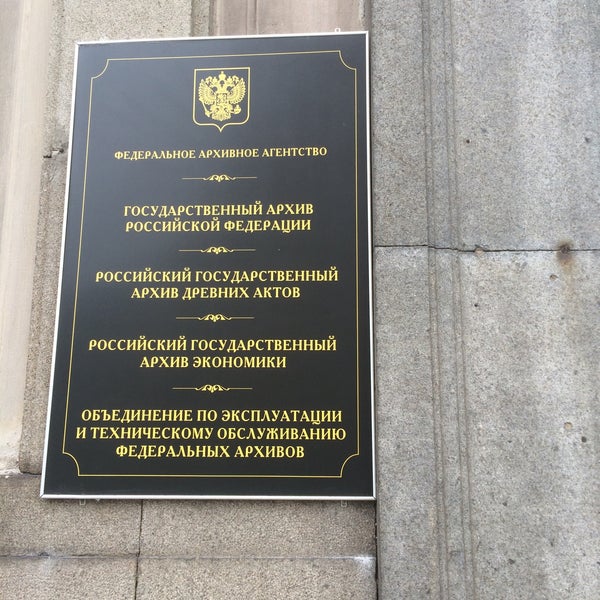 ФЕДЕРАЛЬНОЕ АРХИВНОЕ АГЕНТСТВО
ГОСУДАРСТВЕННЫЙ АРХИВ
РОССИЙСКОЙ ФЕДЕРАЦИИ
РОССИЙСКИЙ ГОСУДАРСТВЕННЫЙ
АРХИВ ДРЕВНИХ АКТОВ
РОССИЙСКИЙ ГОСУДАРСТВЕННЫЙ
АРХИВ ЭКОНОМИКИ
ОБЪЕДИНЕНИЕ ПО ЭКСПЛУАТАЦИИ
И ТЕХНИЧЕСКОМУ ОБСЛУЖИВАНИЮ
ФЕДЕРАЛЬНЫХ АРХИВОВ